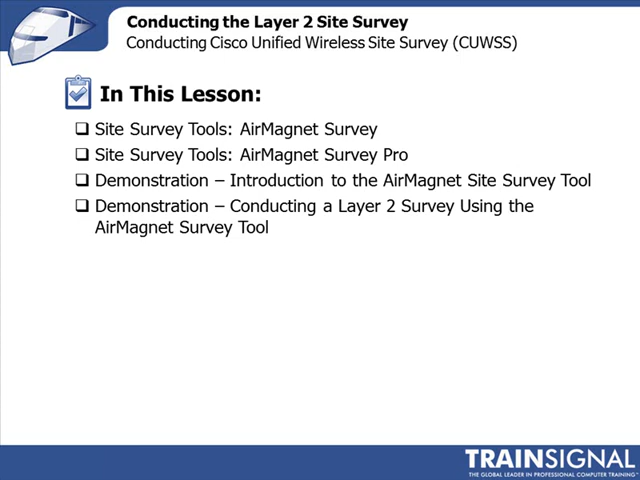 Conducting the Layer 2 Site Survey
Conducting Cisco Unified Wireless Site Survey (CUWSS)
In This Lesson:
Site Survey Tools: AirMagnet Survey
Site Survey Tools: AirMagnet Survey Pro
Demonstration – Introduction to the AirMagnet Site Survey Tool
Demonstration – Conducting a Layer 2 Survey Using the
AirMagnet Survey Tool
TRAINSIGNAL
THE GLOBAL LEADER IN PROFESSIONAL COMPUTER TRAINING™